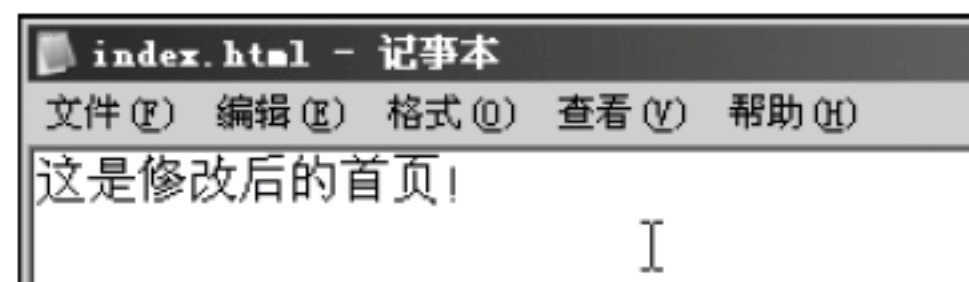 index.html - 记事本
文件(F) 编辑(E) 格式(O) 查看(V) 帮助(H)
这是修改后的首页!